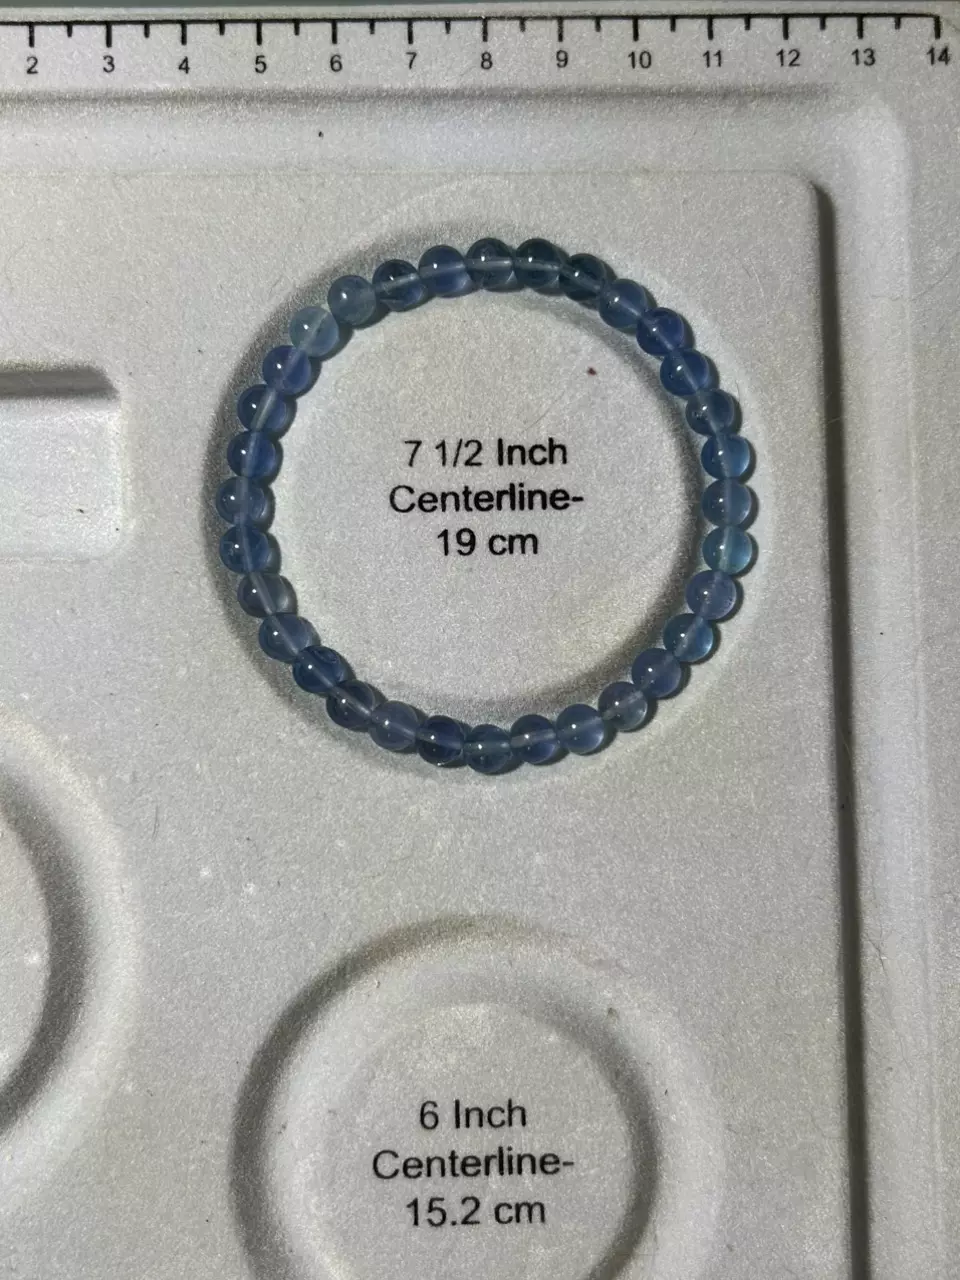 2 3 4 5 6 7 8 9 10 11 12 13 14
7 1/2 Inch
Centerline-
19 cm
6 Inch
Centerline-
15.2 cm